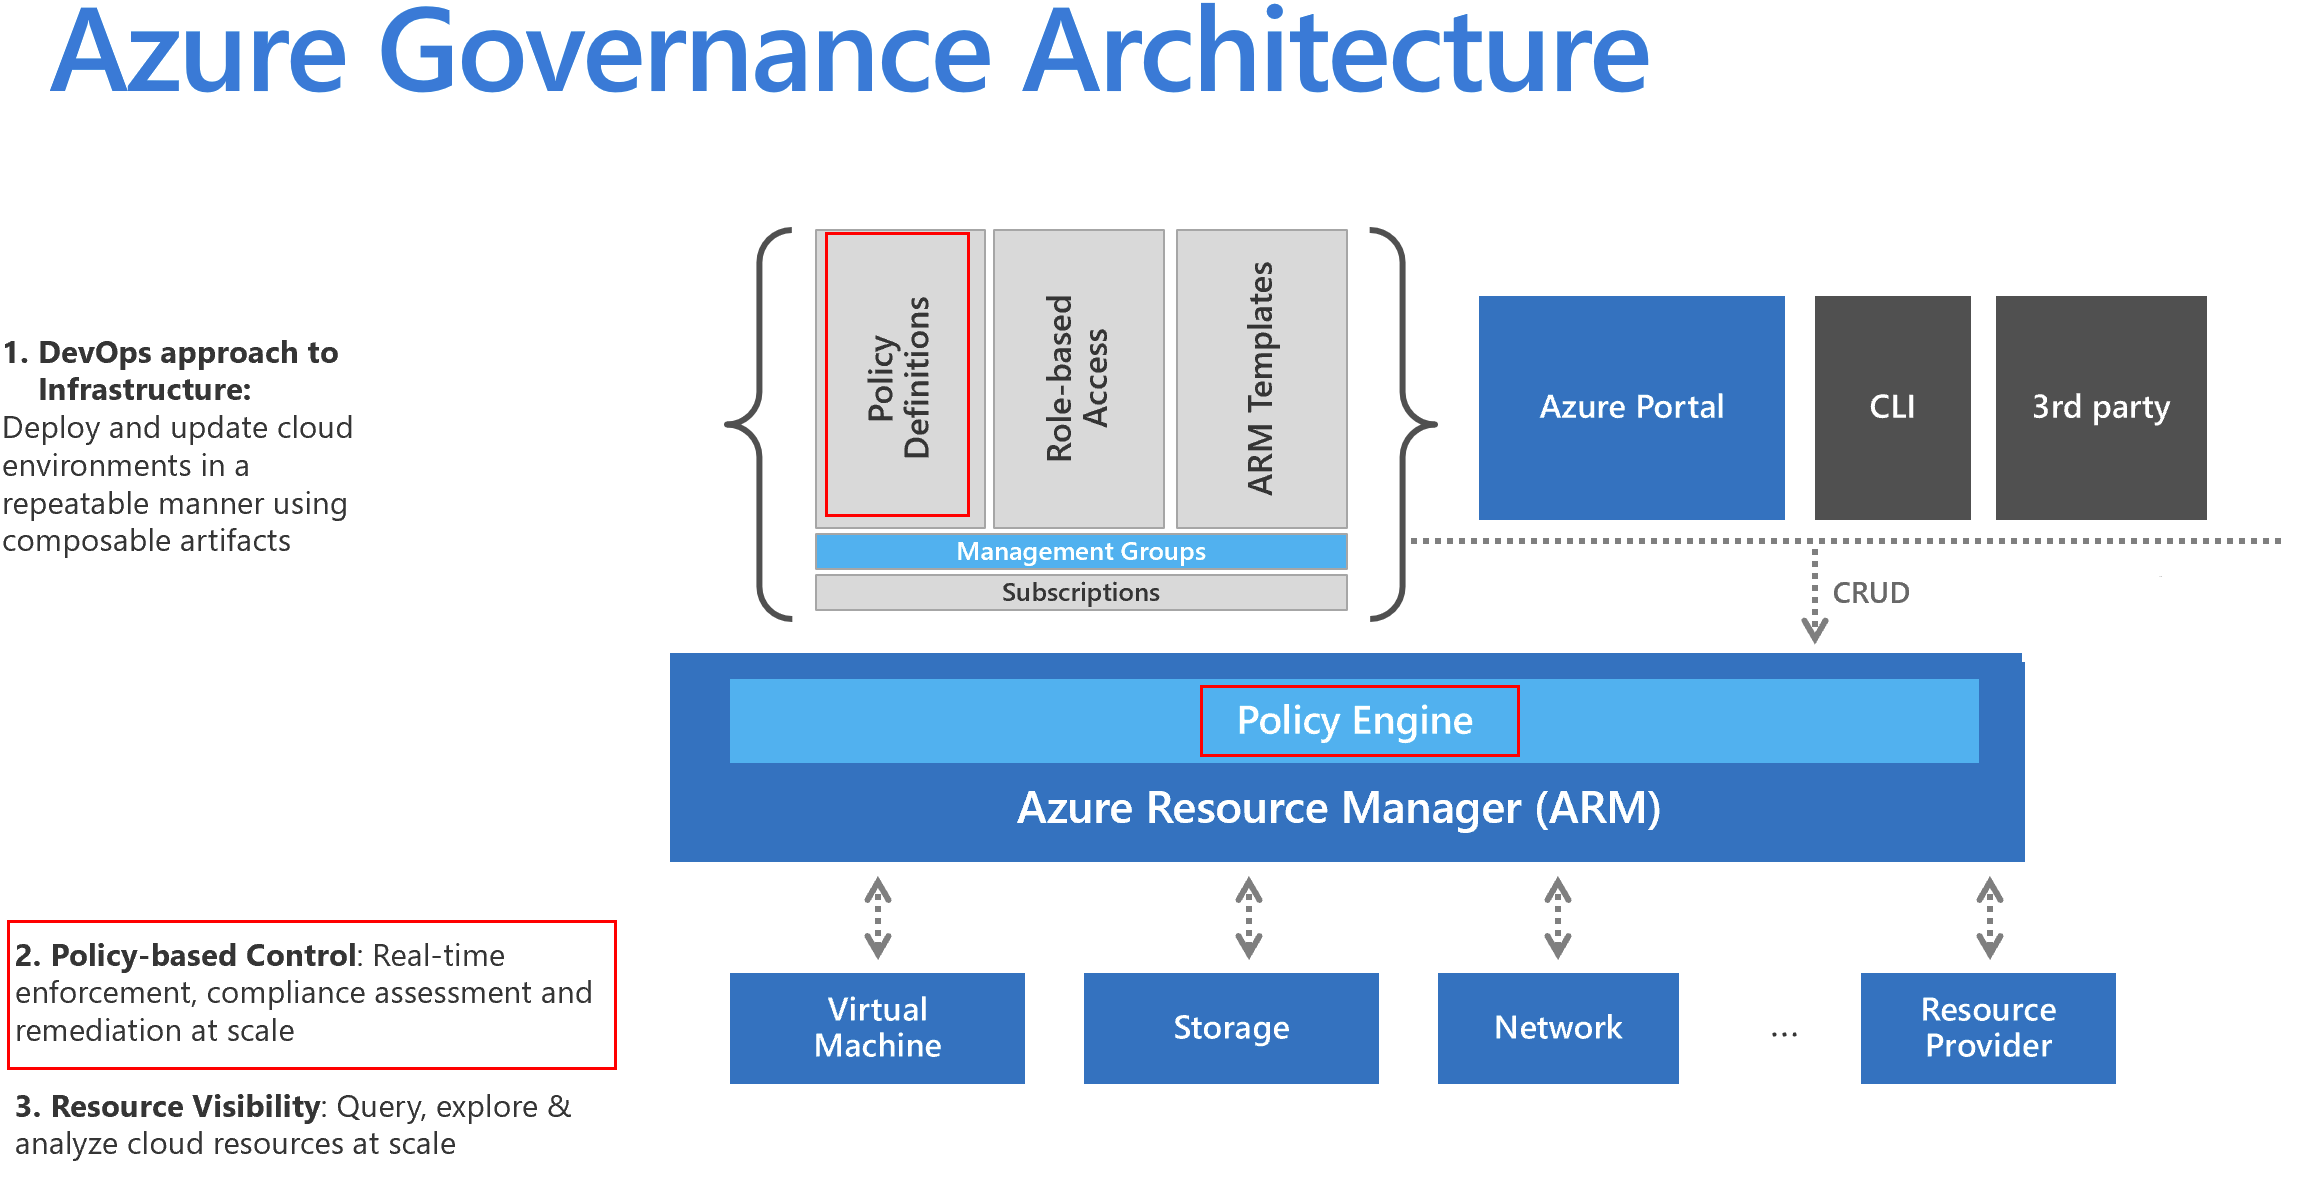 Azure Governance Architecture
1. DevOps approach to
Infrastructure:
Deploy and update cloud
environments in a
repeatable manner using
composable artifacts
Policy
Definitions
Role-based
Access
ARM Templates
Management Groups
Subscriptions
Azure Portal
CLI
3rd party
CRUD
Policy Engine
Azure Resource Manager (ARM)
2. Policy-based Control: Real-time
enforcement, compliance assessment and
remediation at scale
3. Resource Visibility: Query, explore &
analyze cloud resources at scale
Virtual
Machine
Storage
Network
...
Resource
Provider